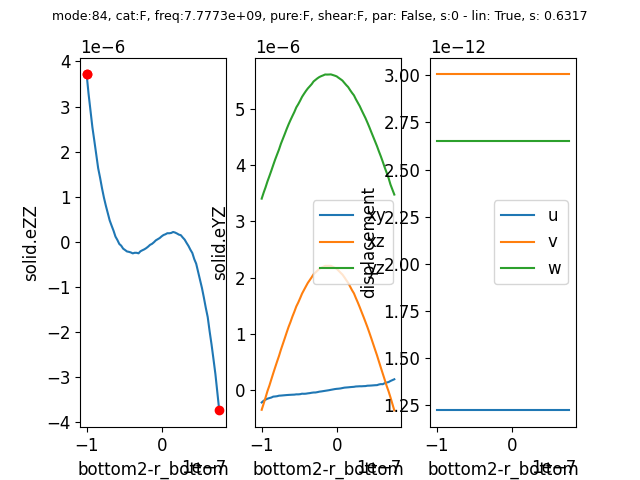 mode:84, cat:F, freq:7.7773e+09, pure:F, shear:F, par: False, s:0 - lin: True, s: 0.6317
1e−6
4
3
2
1
0
−1
−2
−3
−4
solid.eZZ
−1
0
1e−7
bottom2-r_bottom
1e−6
5
4
3
2
1
0
solid.eYZ
xy
xz
yz
−1
0
1e−7
bottom2-r_bottom
1e−12
3.00
2.75
2.50
2.25
2.00
1.75
1.50
1.25
displacement
u
v
w
−1
0
1e−7
bottom2-r_bottom